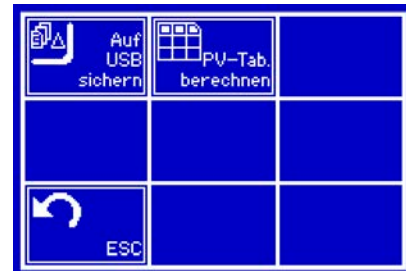 Auf
USB
sichern
PV-Tab.
berechnen
ESC